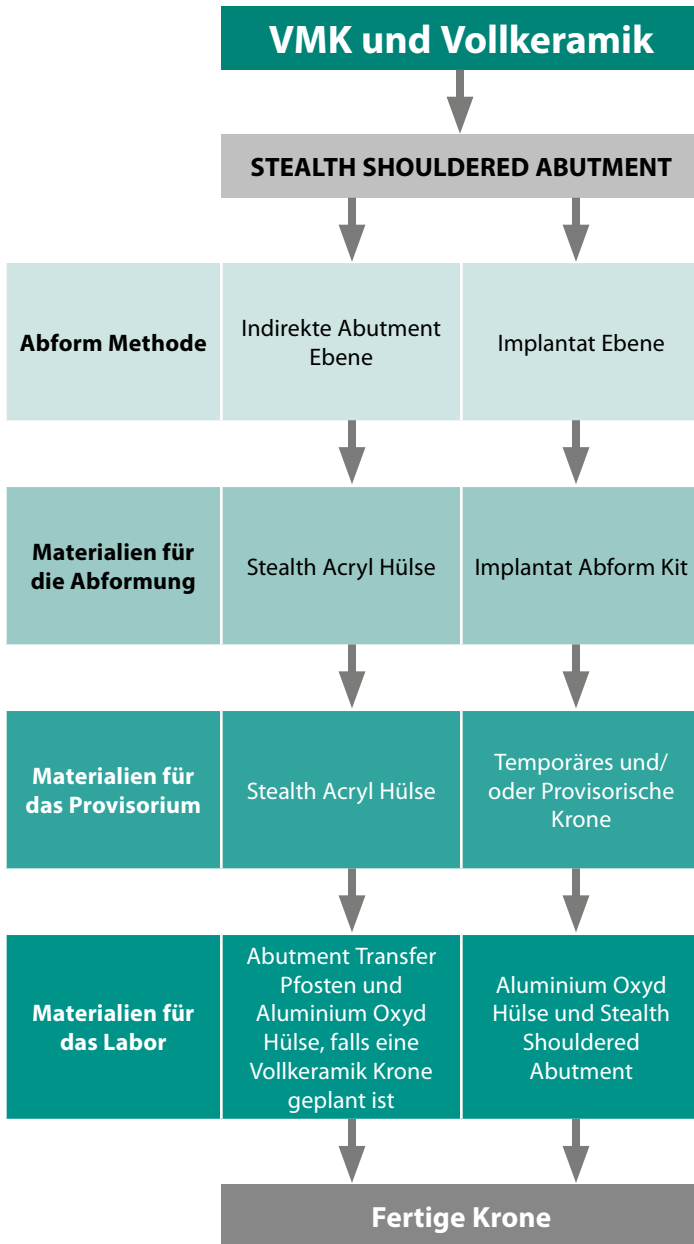 VMK und Vollkeramik
STEALTH SHOULDERED ABUTMENT
Abform Methode
Indirekte Abutment
Ebene
Implantat Ebene
Materialien für
die Abformung
Stealth Acryl Hülse
Implantat Abform Kit
Materialien für
das Provisorium
Stealth Acryl Hülse
Temporäres und/
oder Provisorische
Krone
Materialien für
das Labor
Abutment Transfer
Pfosten und
Aluminium Oxyd
Hülse, falls eine
Vollkeramik Krone
geplant ist
Aluminium Oxyd
Hülse und Stealth
Shouldered
Abutment
Fertige Krone